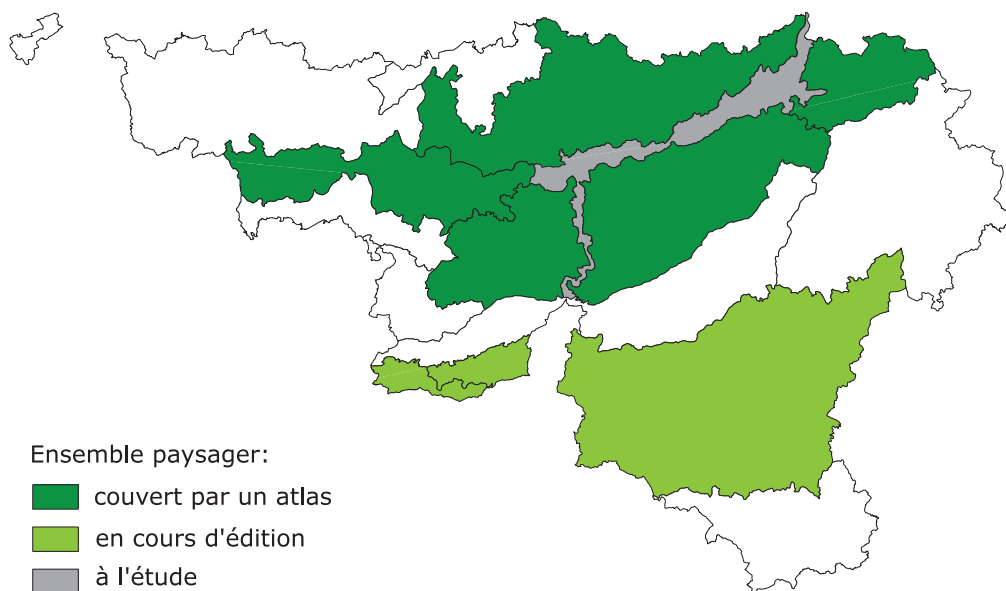 Ensemble paysager:
couvert par un atlas
en cours d'édition
à l'étude